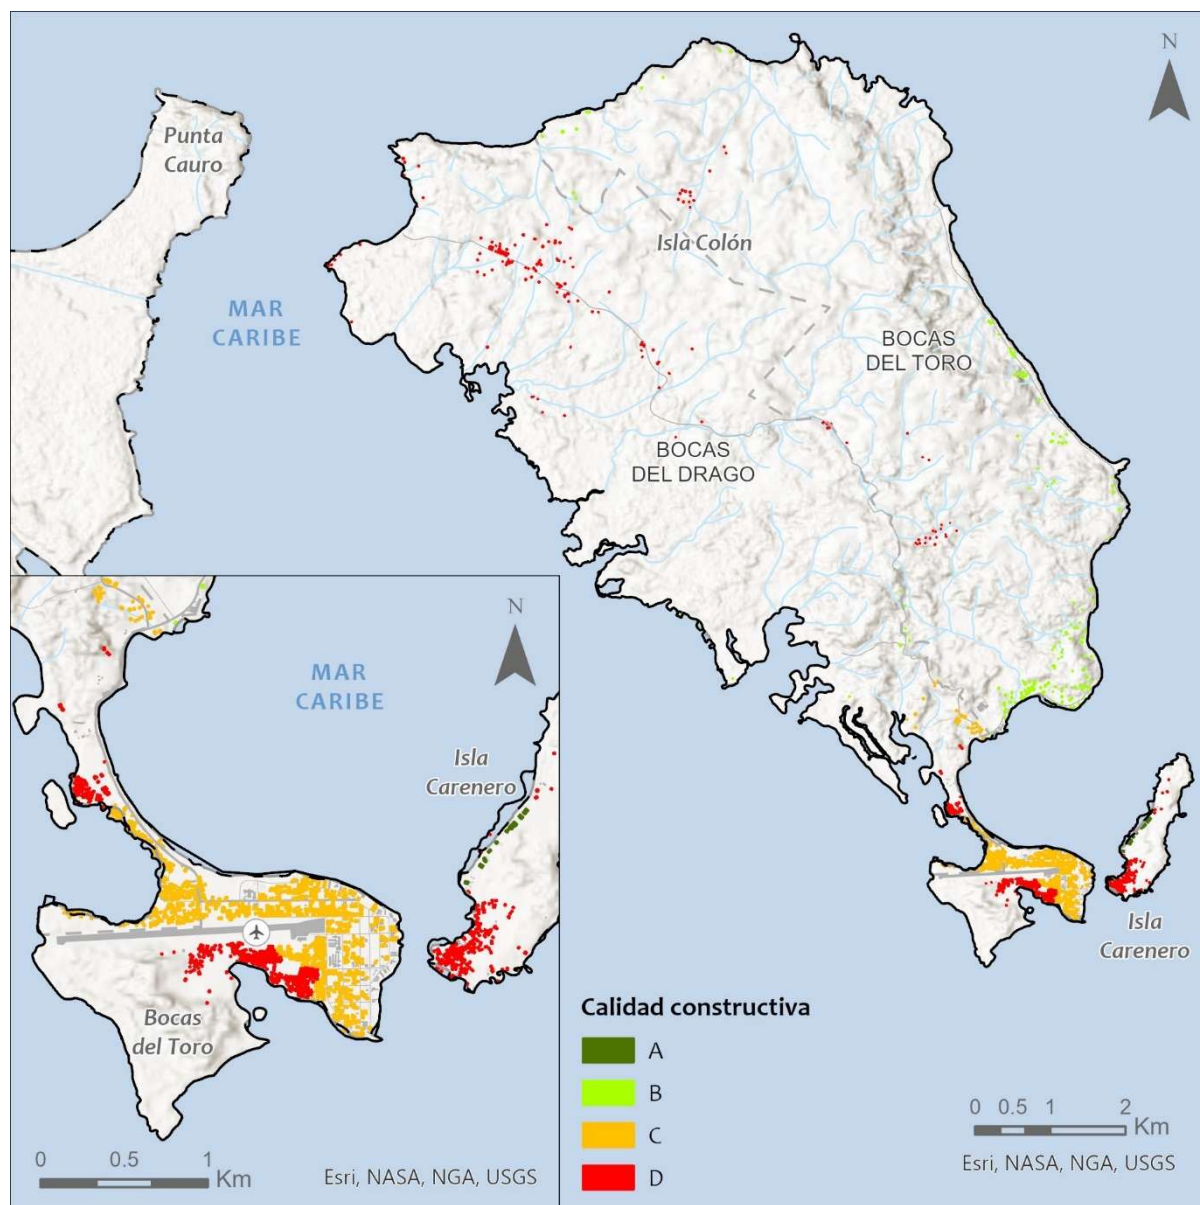 N
Punta
Cauro
Isla Colón
MAR
CARIBE
BOCAS
DEL TORO
BOCAS
DEL DRAGO
Isla
Carenero
N
MAR
CARIBE
Isla
Carenero
Bocas
del Toro
0 0.5 1
Km
Esri, NASA, NGA, USGS
Calidad constructiva
A
B
C
D
0 0.5 1 2
Km
Esri, NASA, NGA, USGS